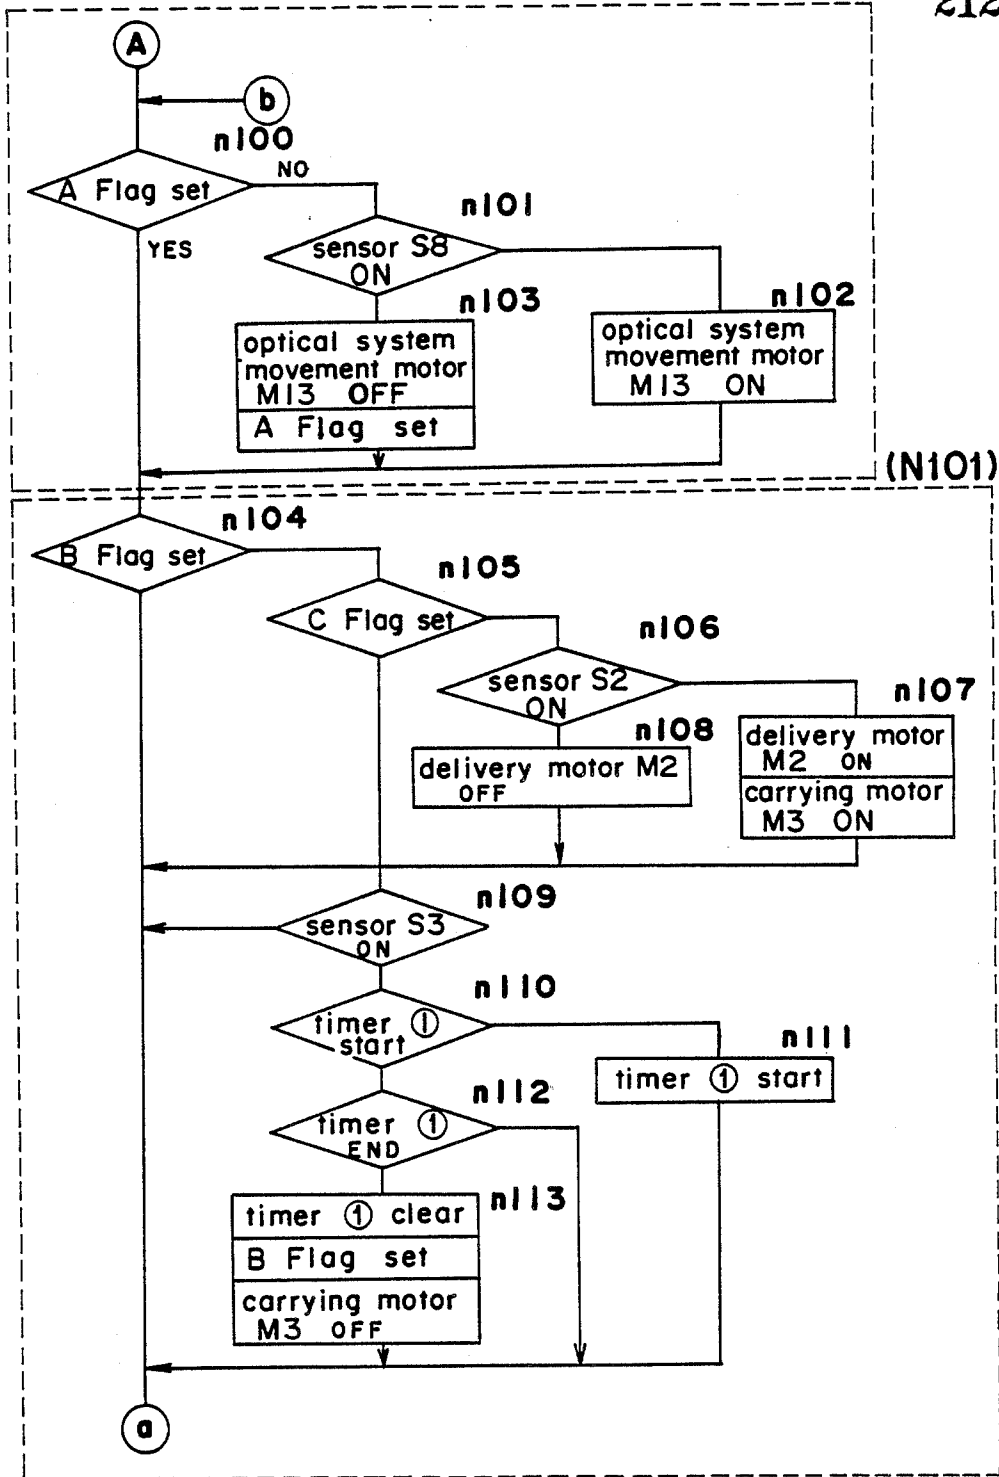 212
A
b
n100
A Flag set
NO
YES
n101
sensor S8
ON
n103
n102
optical system
movement motor
M13 OFF
A Flag set
optical system
movement motor
M13 ON
(N101)
n104
B Flag set
n105
C Flag set
n106
sensor S2
ON
n107
n108
delivery motor M2
OFF
delivery motor
M2 ON
carrying motor
M3 ON
n109
sensor S3
ON
n110
timer ①
start
n111
timer ① start
n112
timer ①
END
n113
timer ① clear
B Flag set
carrying motor
M3 OFF
a